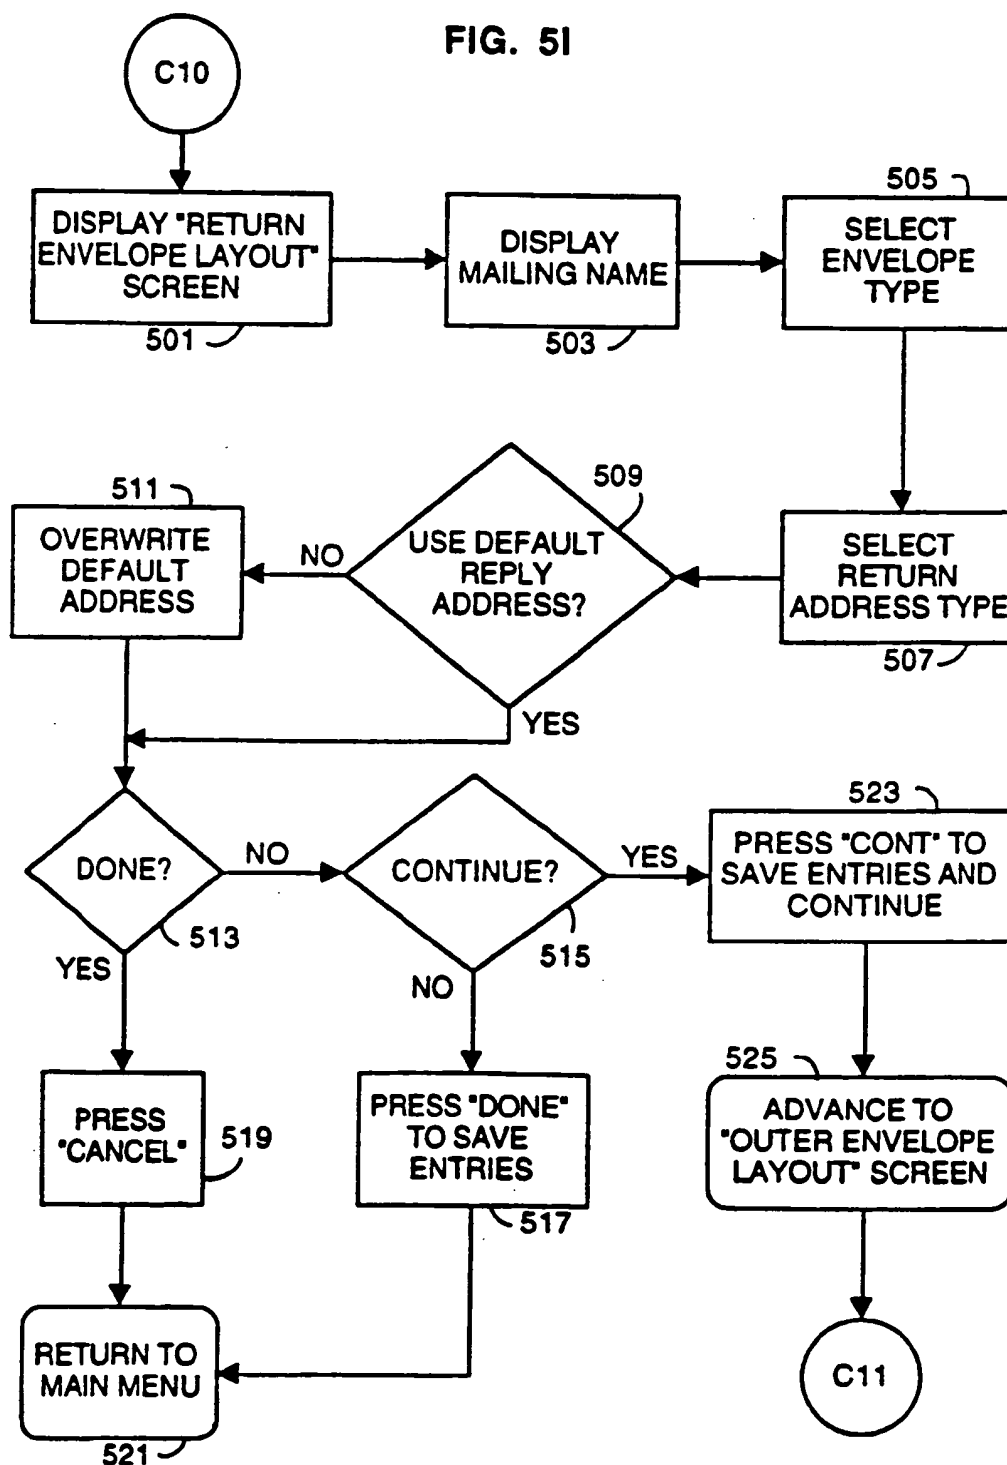 FIG. 5I
C10
DISPLAY "RETURN
ENVELOPE LAYOUT"
SCREEN
501
DISPLAY
MAILING NAME
503
505
SELECT
ENVELOPE
TYPE
511
OVERWRITE
DEFAULT
ADDRESS
NO
509
USE DEFAULT
REPLY
ADDRESS?
YES
SELECT
RETURN
ADDRESS TYPE
507
DONE?
513
NO
YES
CONTINUE?
515
YES
NO
523
PRESS "CONT" TO
SAVE ENTRIES AND
CONTINUE
PRESS
"CANCEL"
519
PRESS "DONE"
TO SAVE
ENTRIES
517
525
ADVANCE TO
"OUTER ENVELOPE
LAYOUT" SCREEN
RETURN TO
MAIN MENU
521
C11